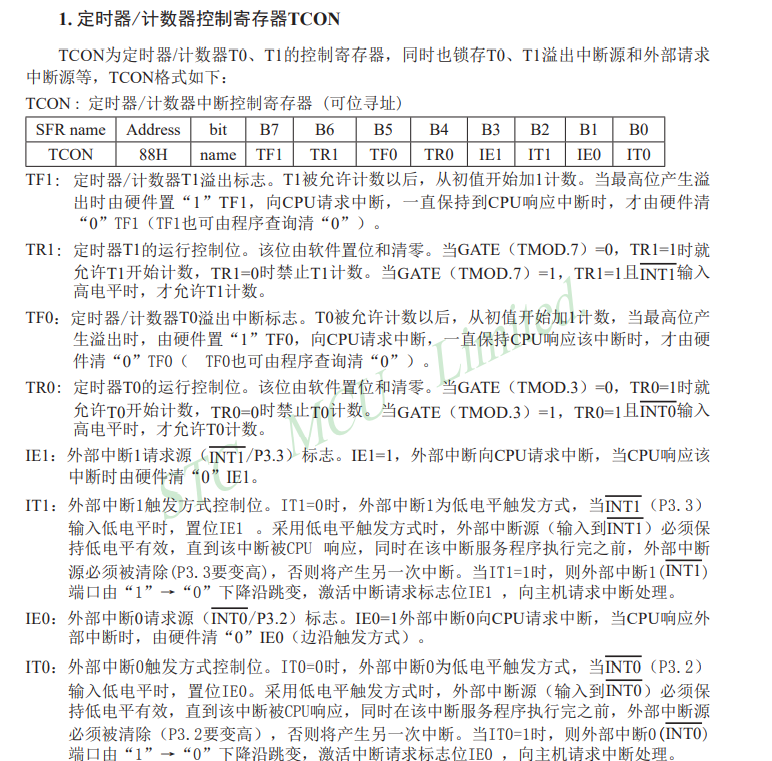 1. 定时器/计数器控制寄存器TCON
TCON为定时器/计数器T0、T1的控制寄存器，同时也锁存T0、T1溢出中断源和外部请求
中断源等，TCON格式如下：
TCON : 定时器/计数器中断控制寄存器 (可位寻址)
SFR name Address bit B7 B6 B5 B4 B3 B2 B1 B0
TCON 88H name TF1 TR1 TF0 TR0 IE1 IT1 IE0 IT0
TF1: 定时器/计数器T1溢出标志。T1被允许计数以后，从初值开始加1计数。当最高位产生溢
出时由硬件置“1”TF1，向CPU请求中断，一直保持到CPU响应中断时，才由硬件清
“0”TF1（TF1也可由程序查询清“0”）。
TR1: 定时器T1的运行控制位。该位由软件置位和清零。当GATE（TMOD.7）=0，TR1=1时就
允许T1开始计数，TR1=0时禁止T1计数。当GATE（TMOD.7）=1，TR1=1且INT1输入
高电平时，才允许T1计数。
TF0: 定时器/计数器T0溢出中断标志。T0被允许计数以后，从初值开始加1计数，当最高位产
生溢出时，由硬件置“1”TF0，向CPU请求中断，一直保持CPU响应该中断时，才由硬
件清“0”TF0（ TF0也可由程序查询清“0”）。
TR0: 定时器T0的运行控制位。该位由软件置位和清零。当GATE（TMOD.3）=0，TR0=1时就
允许T0开始计数，TR0=0时禁止T0计数。当GATE（TMOD.3）=1，TR0=1且INT0输入
高电平时，才允许T0计数。
IE1: 外部中断1请求源（INT1/P3.3）标志。IE1=1，外部中断向CPU请求中断，当CPU响应该
中断时由硬件清“0”IE1。
IT1: 外部中断1触发方式控制位。IT1=0时，外部中断1为低电平触发方式，当INT1（P3.3）
输入低电平时，置位IE1 。采用低电平触发方式时，外部中断源（输入到INT1）必须保
持低电平有效，直到该中断被CPU 响应，同时在该中断服务程序执行完之前，外部中断
源必须被清除(P3.3要变高)，否则将产生另一次中断。当IT1=1时，则外部中断1(INT1)
端口由“1”→“0”下降沿跳变，激活中断请求标志位IE1 ，向主机请求中断处理。
IE0: 外部中断0请求源（INT0/P3.2）标志。IE0=1外部中断0向CPU请求中断，当CPU响应外
部中断时，由硬件清“0”IE0（边沿触发方式）。
IT0: 外部中断0触发方式控制位。IT0=0时，外部中断0为低电平触发方式，当INT0（P3.2）
输入低电平时，置位IE0。采用低电平触发方式时，外部中断源（输入到INT0）必须保
持低电平有效，直到该中断被CPU响应，同时在该中断服务程序执行完之前，外部中断源
必须被清除（P3.2要变高），否则将产生另一次中断。当IT0=1时，则外部中断0(INT0)
端口由“1”→“0”下降沿跳变，激活中断请求标志位IE0 ，向主机请求中断处理。
STC MCU Limited